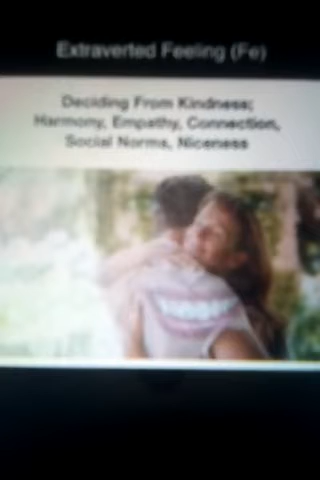 Extraverted Feeling (Fe)
Deciding From Kindness;
Harmony, Empathy, Connection,
Social Norms, Niceness